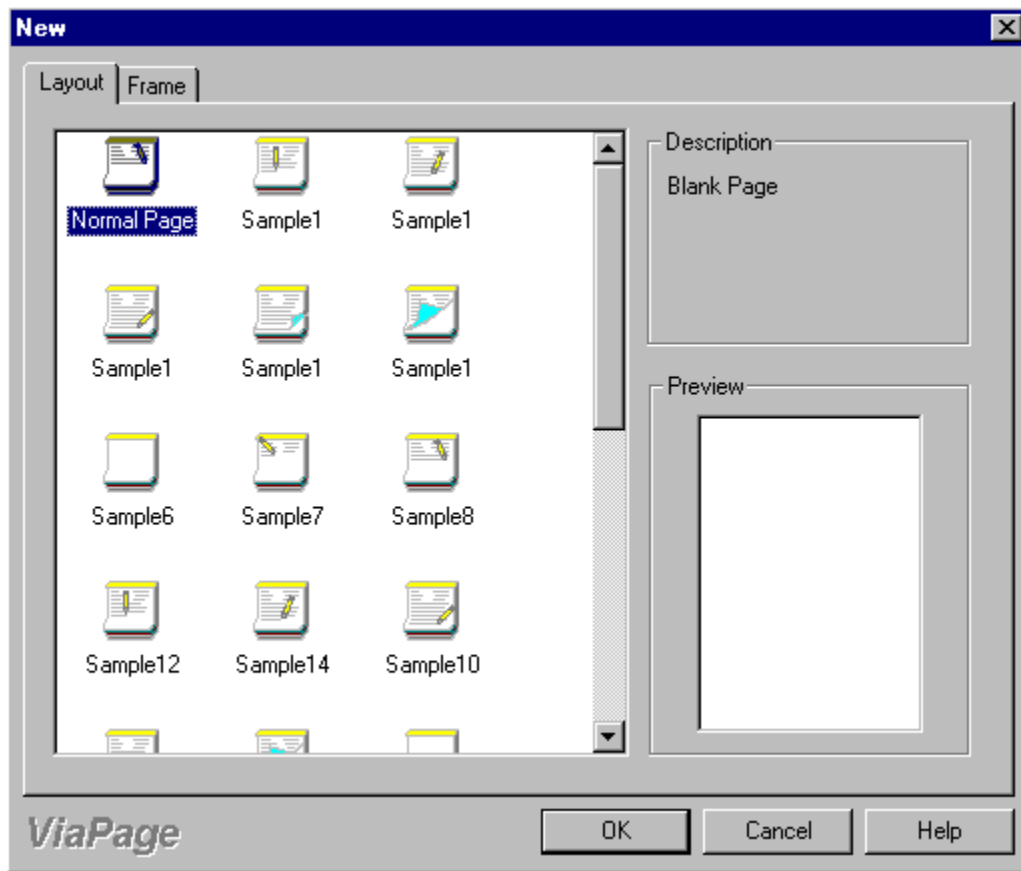 New
Layout Frame
Normal Page Sample1 Sample1
Sample1 Sample1 Sample1
Sample6 Sample7 Sample8
Sample12 Sample14 Sample10
Description
Blank Page
Preview
ViaPage
OK Cancel Help